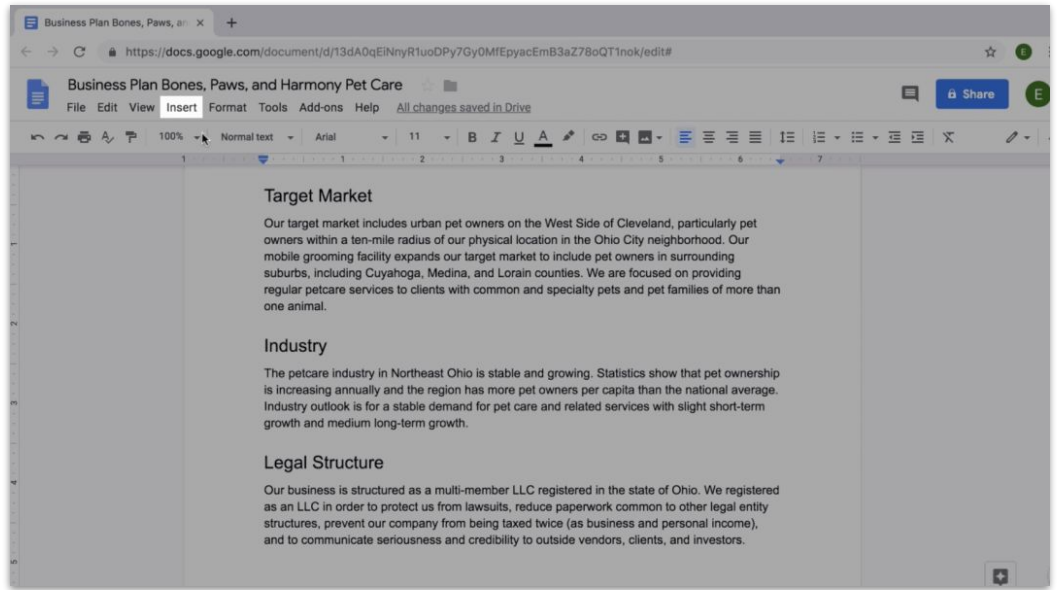 Business Plan Bones, Paws, an
https://docs.google.com/document/d/13dA0qEiNnyR1uoDPy7Gy0MfEpyacEmB3aZ78oQT1nok/edit#
E
Business Plan Bones, Paws, and Harmony Pet Care
File Edit View Insert Format Tools Add-ons Help All changes saved in Drive
Share
E
100% Normal text Arial 11 B I U A
1 1 2 3 4 5 6 7
Target Market
Our target market includes urban pet owners on the West Side of Cleveland, particularly pet
owners within a ten-mile radius of our physical location in the Ohio City neighborhood. Our
mobile grooming facility expands our target market to include pet owners in surrounding
suburbs, including Cuyahoga, Medina, and Lorain counties. We are focused on providing
regular petcare services to clients with common and specialty pets and pet families of more than
one animal.
Industry
The petcare industry in Northeast Ohio is stable and growing. Statistics show that pet ownership
is increasing annually and the region has more pet owners per capita than the national average.
Industry outlook is for a stable demand for pet care and related services with slight short-term
growth and medium long-term growth.
Legal Structure
Our business is structured as a multi-member LLC registered in the state of Ohio. We registered
as an LLC in order to protect us from lawsuits, reduce paperwork common to other legal entity
structures, prevent our company from being taxed twice (as business and personal income),
and to communicate seriousness and credibility to outside vendors, clients, and investors.